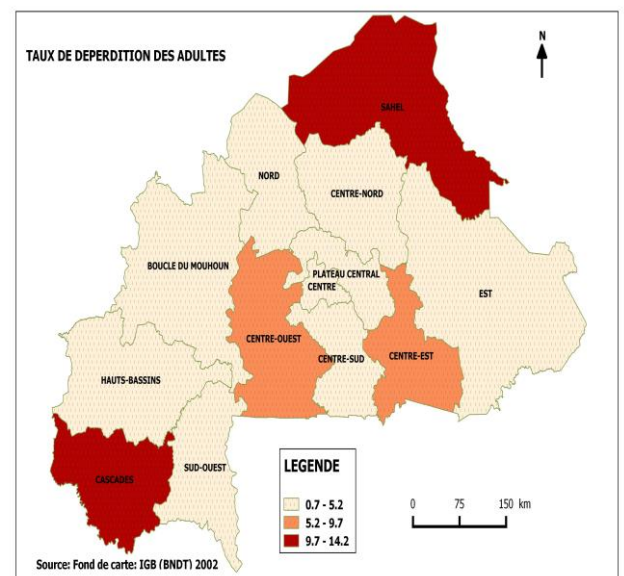 TAUX DE DEPERDITION DES ADULTES
N
SAHEL
NORD
CENTRE-NORD
BOUCLE DU MOUHOUN
PLATEAU CENTRAL
CENTRE
EST
CENTRE-OUEST
CENTRE-SUD
CENTRE-EST
HAUTS-BASSINS
CASCADES
SUD-OUEST
LEGENDE
0.7 - 5.2
5.2 - 9.7
9.7 - 14.2
0 75 150 km
Source: Fond de carte: IGB (BNDT) 2002